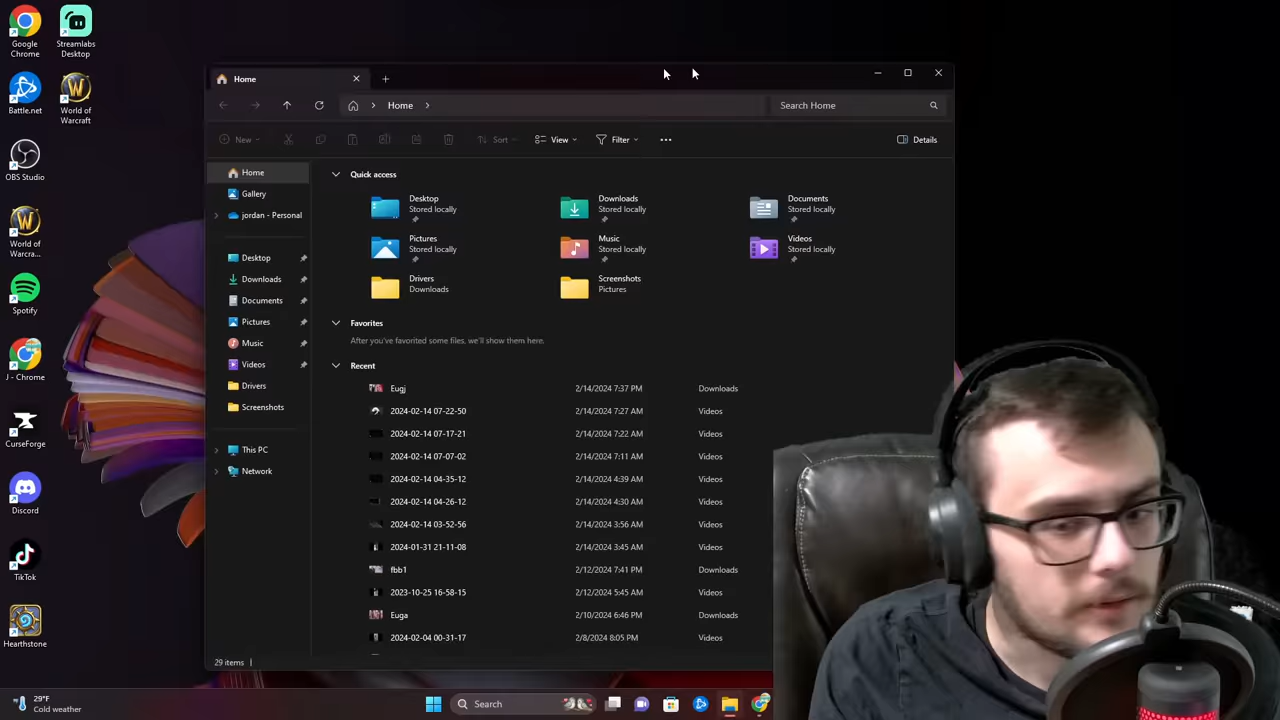 Google
Chrome
Streamlabs
Desktop
Battle.net
World of
Warcraft
OBS Studio
World of
Warcra...
Spotify
J - Chrome
CurseForge
Discord
TikTok
Hearthstone
Home
Home
Search Home
New
Sort
View
Filter
Details
Home
Gallery
jordan - Personal
Desktop
Downloads
Documents
Pictures
Music
Videos
Drivers
Screenshots
This PC
Network
Quick access
Desktop
Stored locally
Downloads
Stored locally
Documents
Stored locally
Pictures
Stored locally
Music
Stored locally
Videos
Stored locally
Drivers
Downloads
Screenshots
Pictures
Favorites
After you've favorited some files, we'll show them here.
Recent
Eugj 2/14/2024 7:37 PM Downloads
2024-02-14 07-22-50 2/14/2024 7:27 AM Videos
2024-02-14 07-17-21 2/14/2024 7:22 AM Videos
2024-02-14 07-07-02 2/14/2024 7:11 AM Videos
2024-02-14 04-35-12 2/14/2024 4:39 AM Videos
2024-02-14 04-26-12 2/14/2024 4:30 AM Videos
2024-02-14 03-52-56 2/14/2024 3:56 AM Videos
2024-01-31 21-11-08 2/14/2024 3:45 AM Videos
fbb1 2/12/2024 7:41 PM Downloads
2023-10-25 16-58-15 2/12/2024 5:45 AM Videos
Euga 2/10/2024 6:46 PM Downloads
2024-02-04 00-31-17 2/8/2024 8:05 PM Videos
29 items
29°F
Cold weather
Search